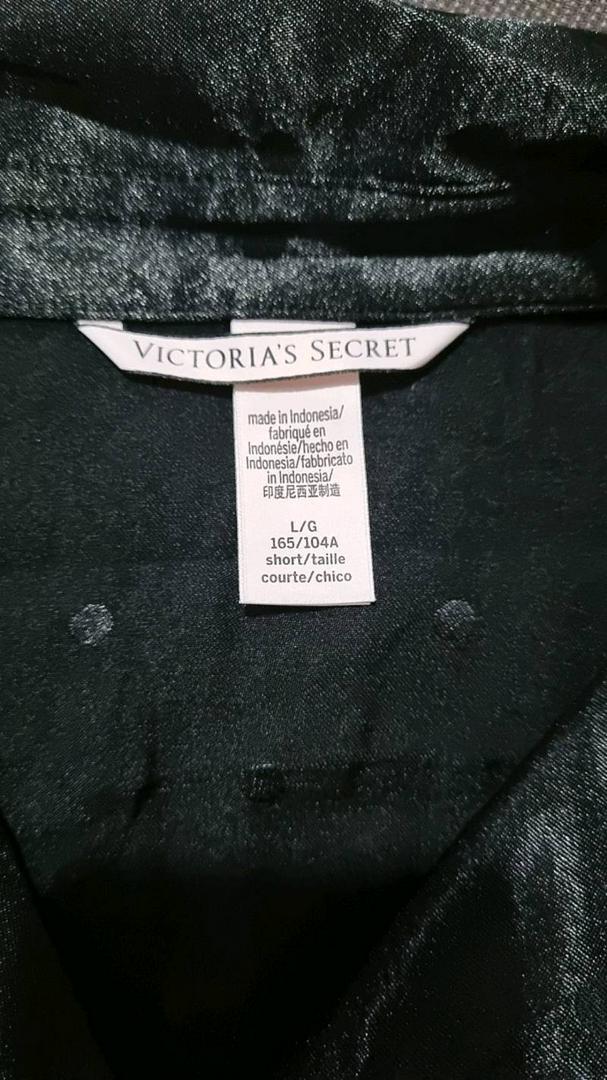 VICTORIA'S SECRET
made in Indonesia/
fabriqué en
Indonésie/hecho en
Indonesia/fabbricato
in Indonesia/
印度尼西亚制造
L/G
165/104A
short/taille
courte/chico